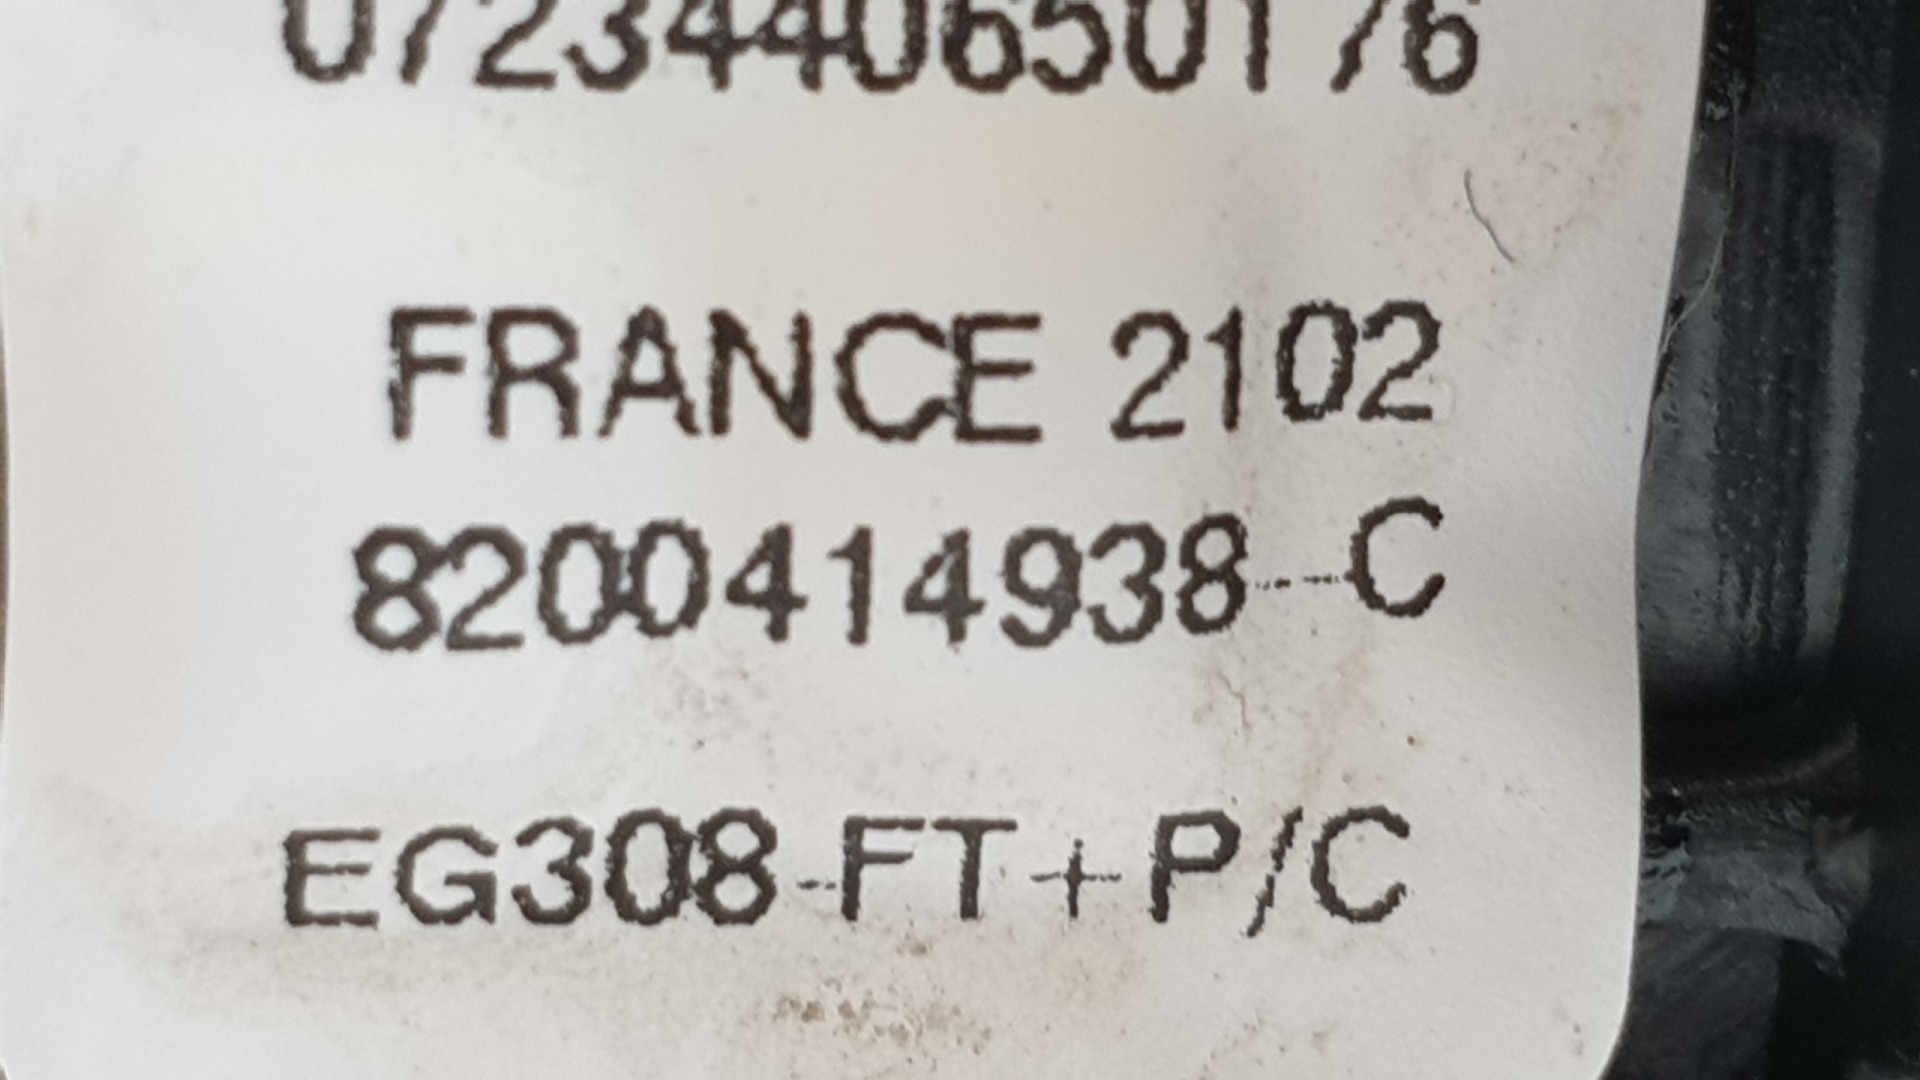 0723440650176
FRANCE 2102
8200414938--C
EG308-FT+P/C